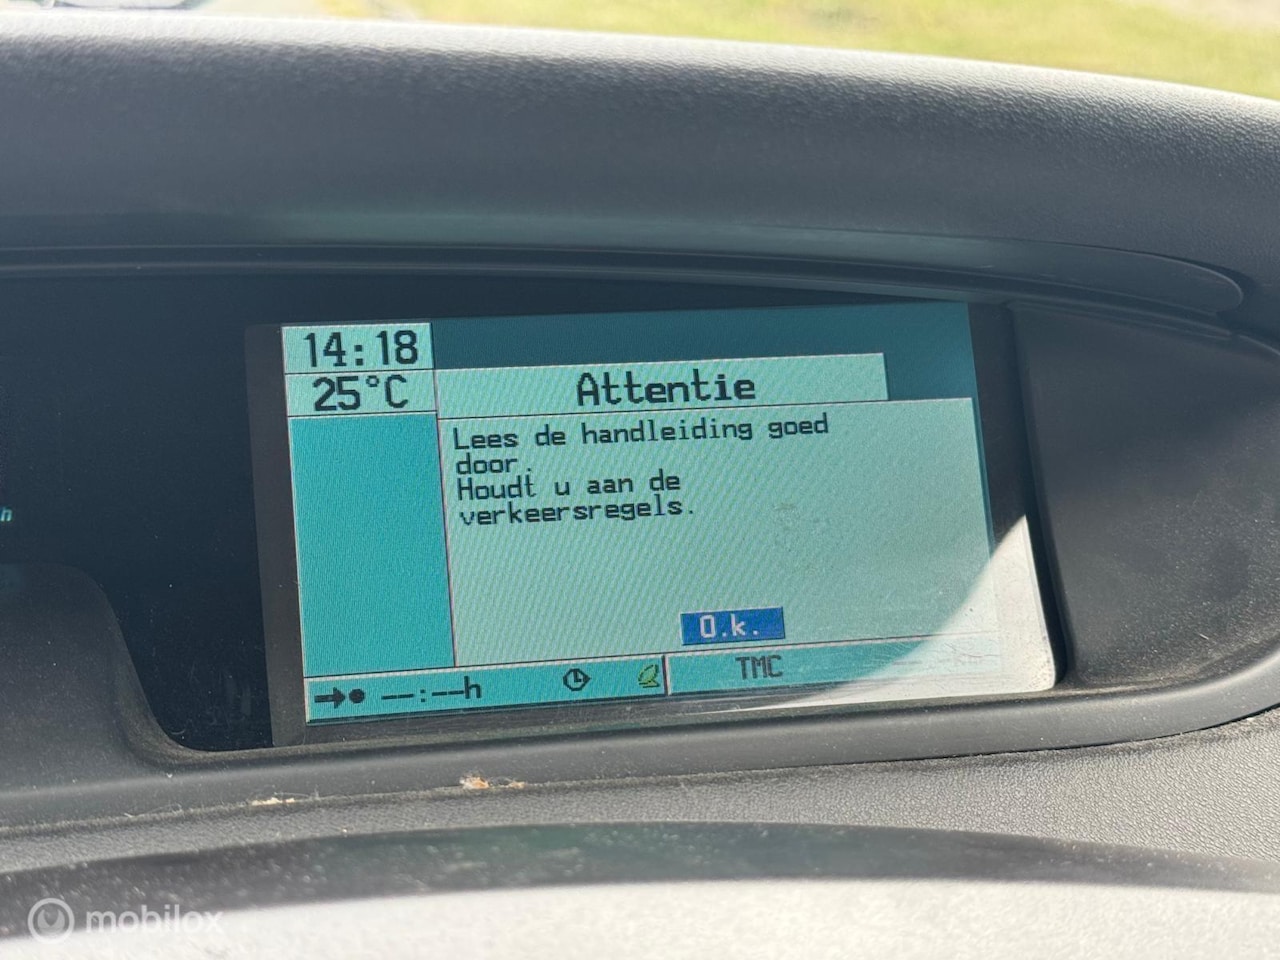 14:18
25°C
Attentie
Lees de handleiding goed
door.
Houdt u aan de
verkeersregels.
O.k.
--:--h
TMC
h
mobilox